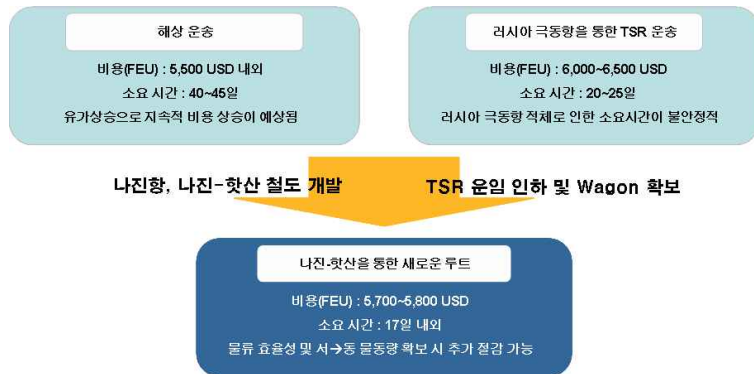 해상 운송
비용(FEU) : 5,500 USD 내외
소요 시간 : 40~45일
유가상승으로 지속적 비용 상승이 예상됨
러시아 극동항을 통한 TSR 운송
비용(FEU) : 6,000~6,500 USD
소요 시간 : 20~25일
러시아 극동항 적체로 인한 소요시간이 불안정적
나진항, 나진-핫산 철도 개발
TSR 운임 인하 및 Wagon 확보
나진-핫산을 통한 새로운 루트
비용(FEU) : 5,700~5,800 USD
소요 시간 : 17일 내외
물류 효율성 및 서→동 물동량 확보 시 추가 절감 가능